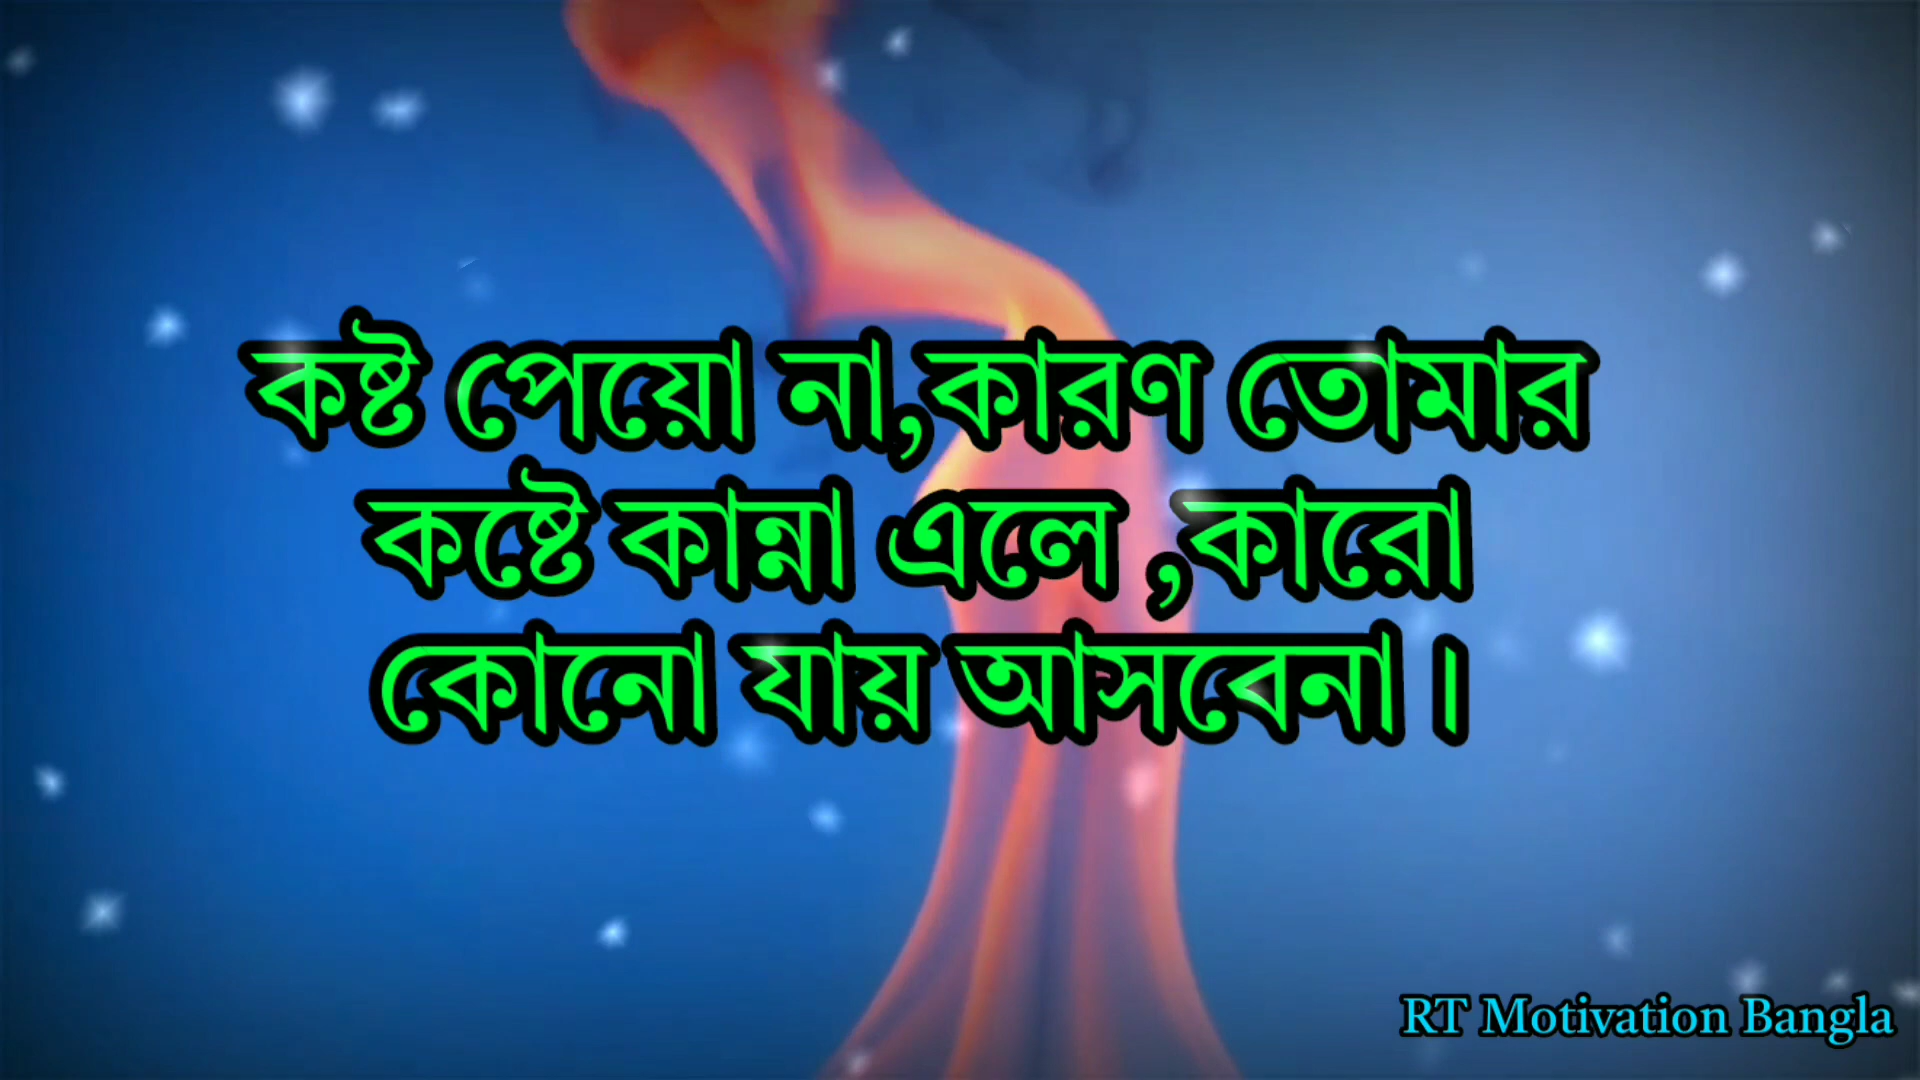 কষ্ট পেয়ো না,কারণ তোমার
কষ্টে কান্না এলে ,কারো
কোনো যায় আসবেনা।
RT Motivation Bangla